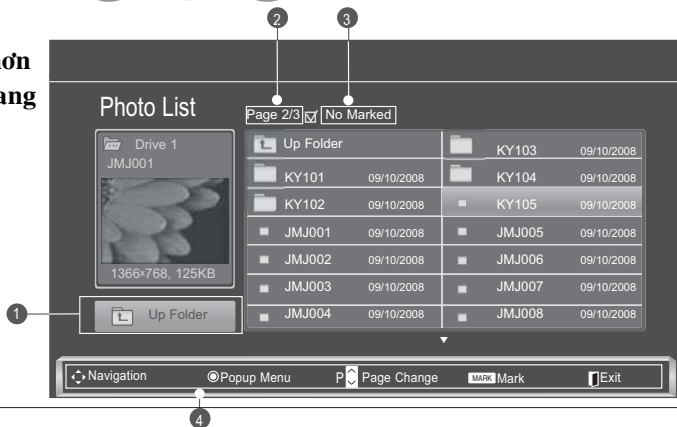 2 3
ơn
ang
Photo List
Page 2/3 No Marked
Drive 1
JMJ001
1366x768, 125KB
Up Folder
Up Folder
KY101 09/10/2008
KY102 09/10/2008
JMJ001 09/10/2008
JMJ002 09/10/2008
JMJ003 09/10/2008
JMJ004 09/10/2008
KY103 09/10/2008
KY104 09/10/2008
KY105 09/10/2008
JMJ005 09/10/2008
JMJ006 09/10/2008
JMJ007 09/10/2008
JMJ008 09/10/2008
1
Navigation Popup Menu P Page Change MARK Mark Exit
4